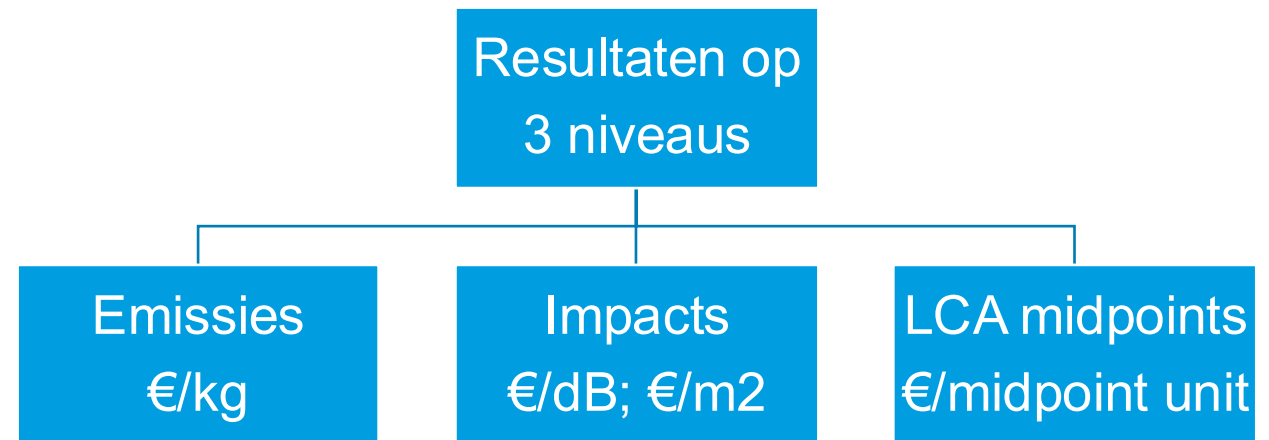 Resultaten op
3 niveaus
Emissies
€/kg
Impacts
€/dB; €/m2
LCA midpoints
€/midpoint unit